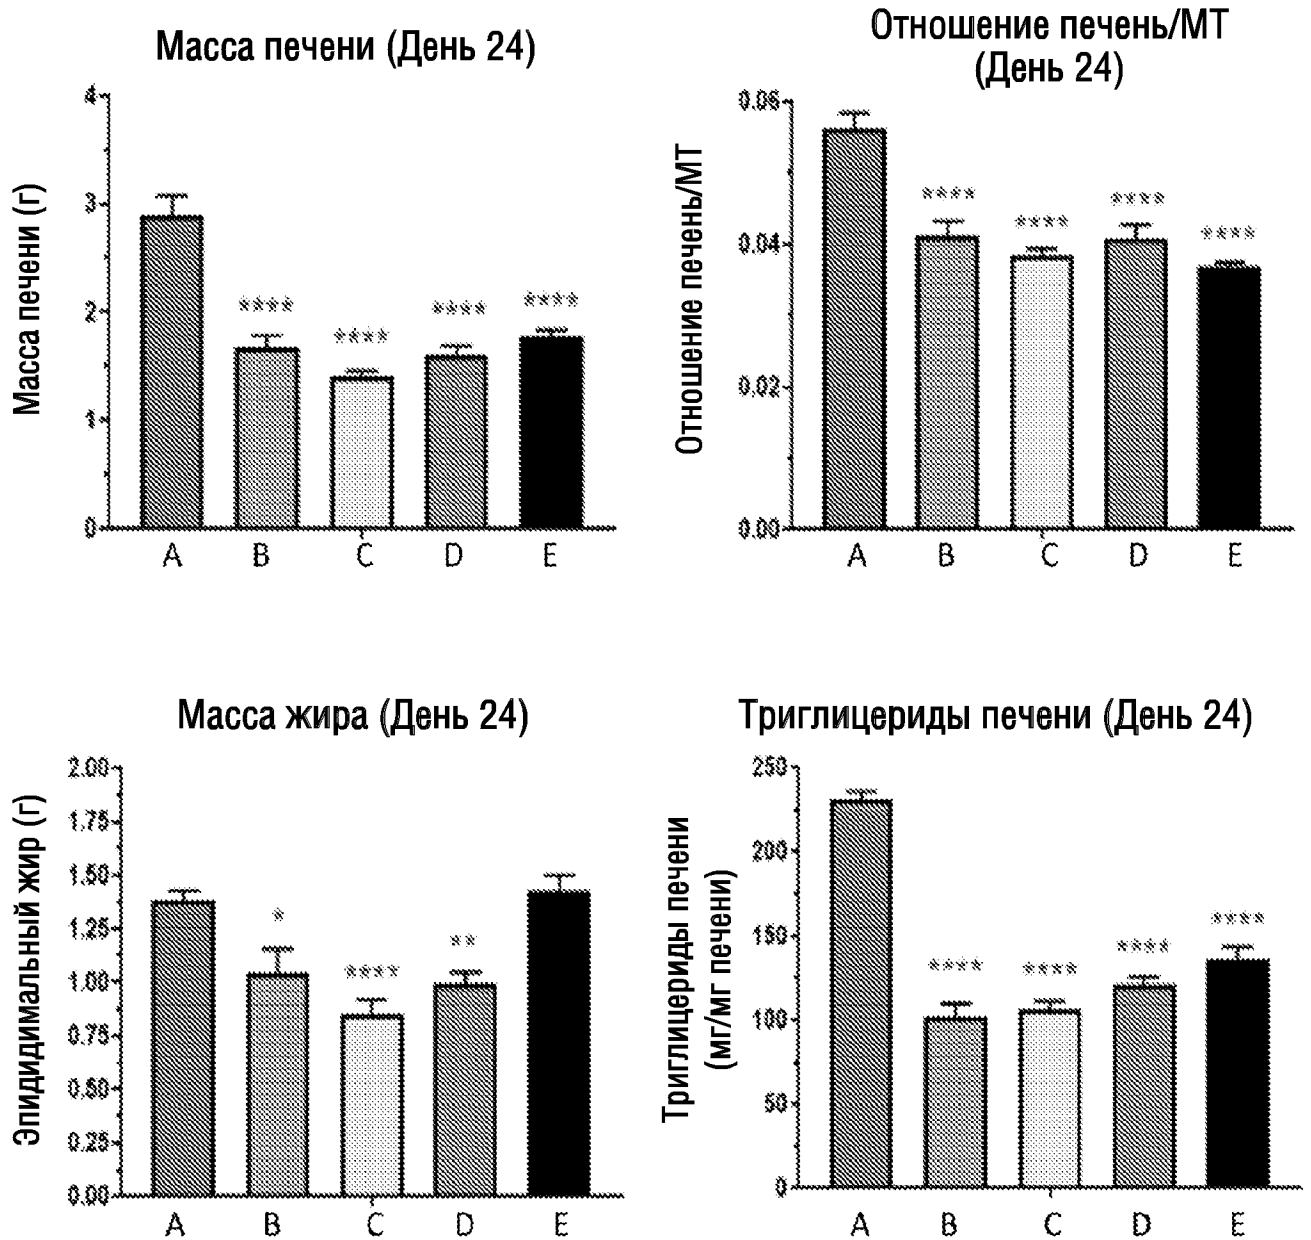 Масса печени (День 24)
Масса печени (г)
4
3
2
1
0
****
****
****
****
A B C D E
Отношение печень/МТ
(День 24)
Отношение печень/МТ
0.06
0.04
0.02
0.00
****
****
****
****
A B C D E
Масса жира (День 24)
Эпидидимальный жир (г)
2.00
1.75
1.50
1.25
1.00
0.75
0.50
0.25
0.00
*
****
**
A B C D E
Триглицериды печени (День 24)
Триглицериды печени
(мг/мг печени)
250
200
150
100
50
0
****
****
****
****
A B C D E